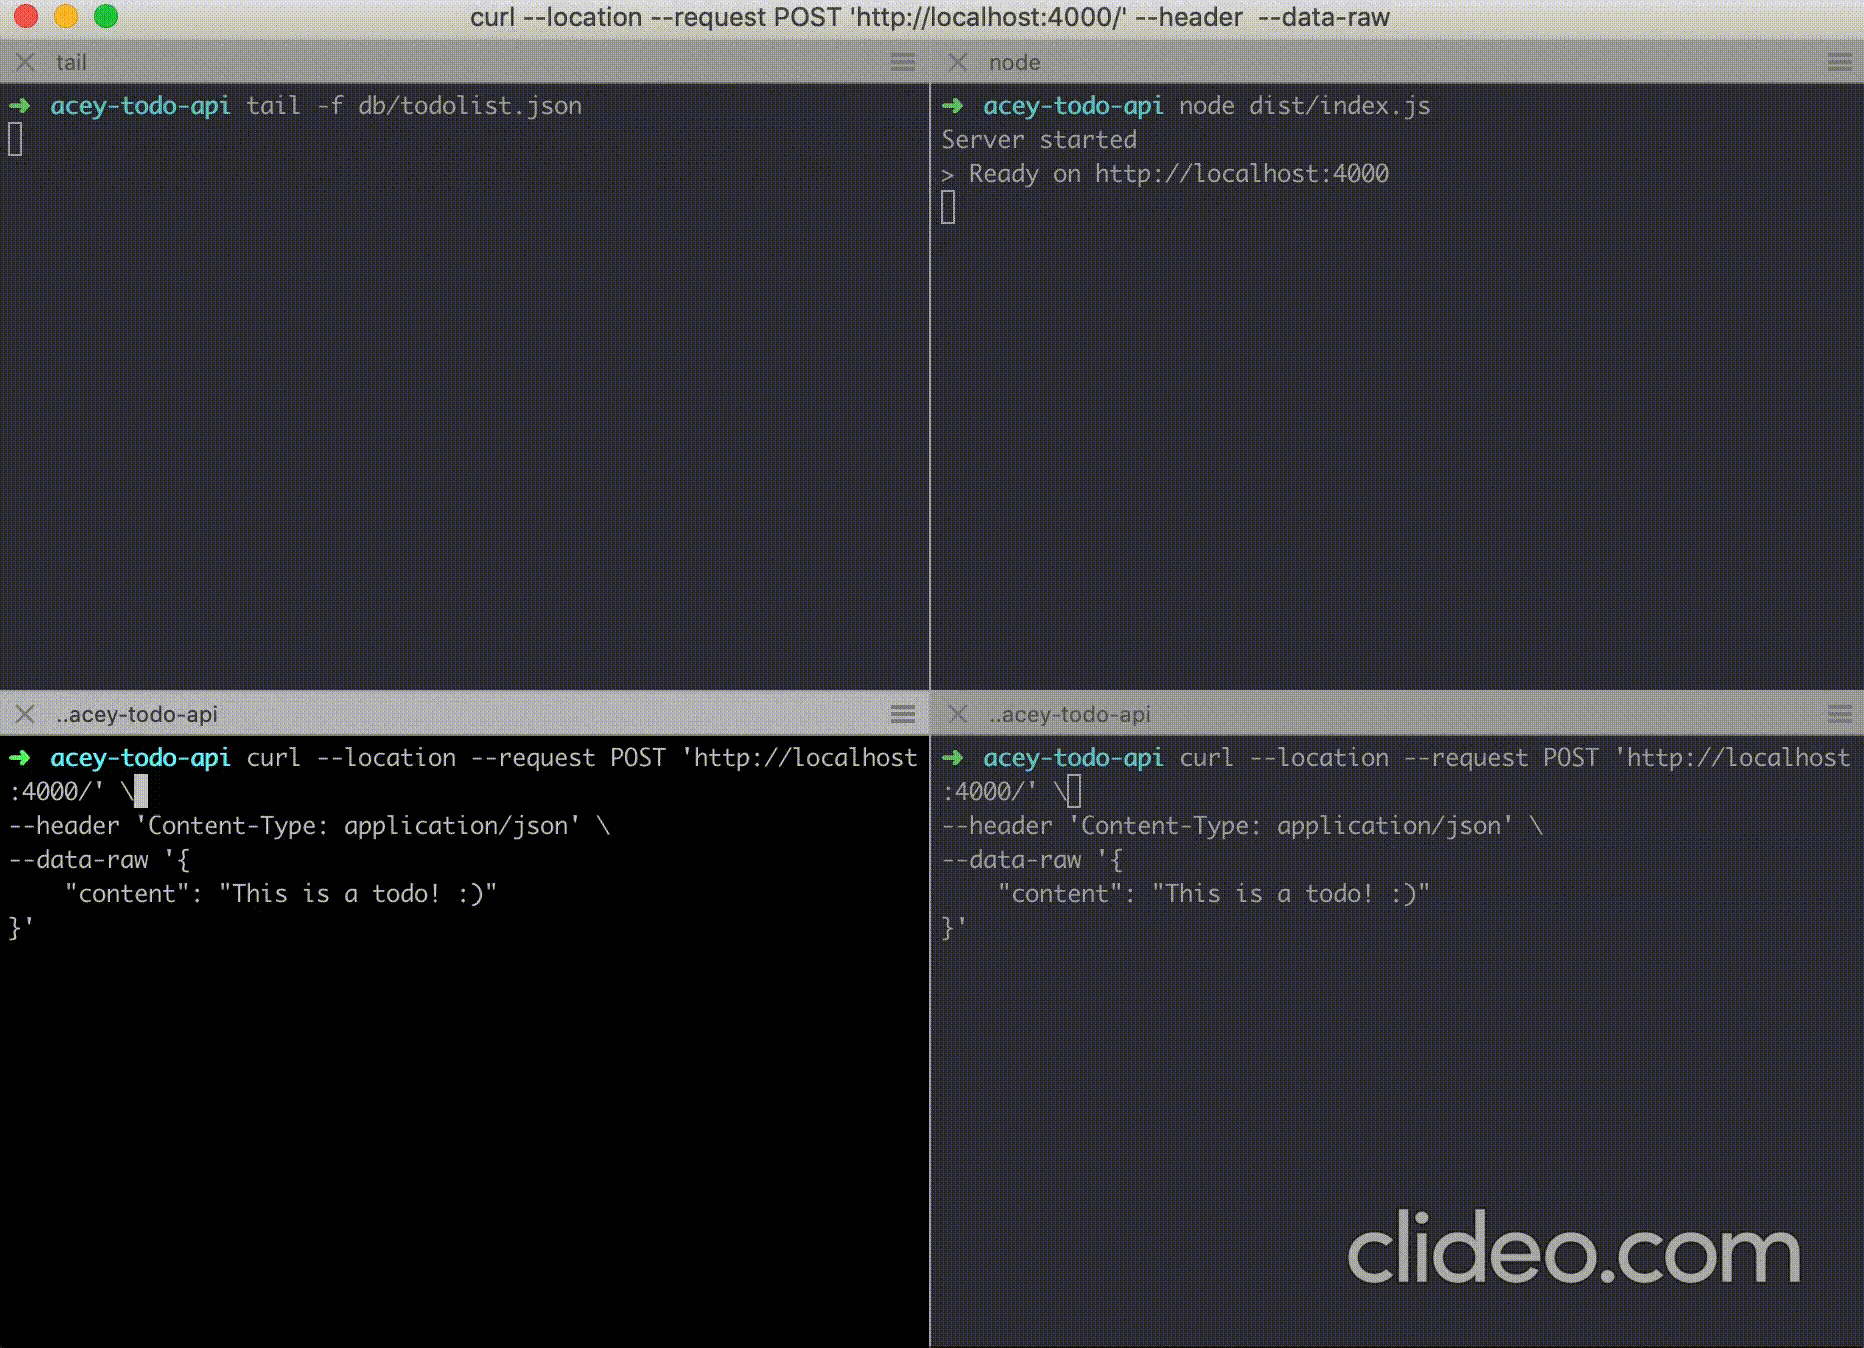 curl --location --request POST 'http://localhost:4000/' --header  --data-raw
tail
➜ acey-todo-api tail -f db/todolist.json
node
➜ acey-todo-api node dist/index.js
Server started
> Ready on http://localhost:4000
..acey-todo-api
➜ acey-todo-api curl --location --request POST 'http://localhost
:4000/' \
--header 'Content-Type: application/json' \
--data-raw '{
    "content": "This is a todo! :)"
}'
..acey-todo-api
➜ acey-todo-api curl --location --request POST 'http://localhost
:4000/' \
--header 'Content-Type: application/json' \
--data-raw '{
    "content": "This is a todo! :)"
}'
clideo.com